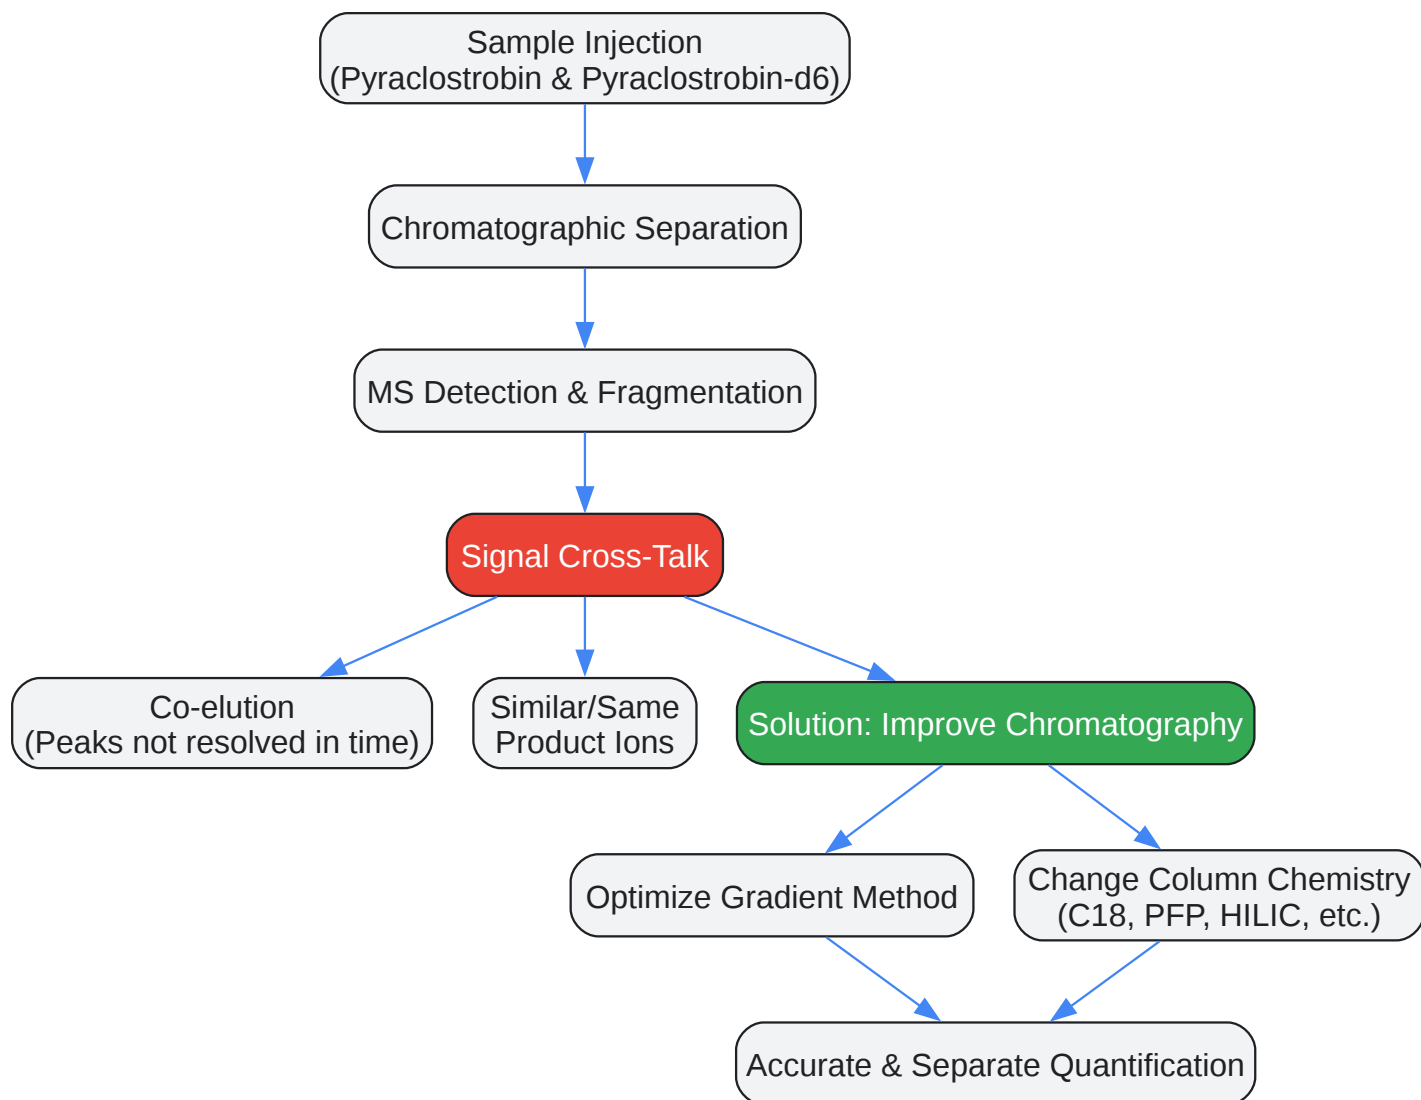 Sample Injection
(Pyraclostrobin & Pyraclostrobin-d6)
Chromatographic Separation
MS Detection & Fragmentation
Signal Cross-Talk
Co-elution
(Peaks not resolved in time)
Similar/Same
Product Ions
Solution: Improve Chromatography
Optimize Gradient Method
Change Column Chemistry
(C18, PFP, HILIC, etc.)
Accurate & Separate Quantification